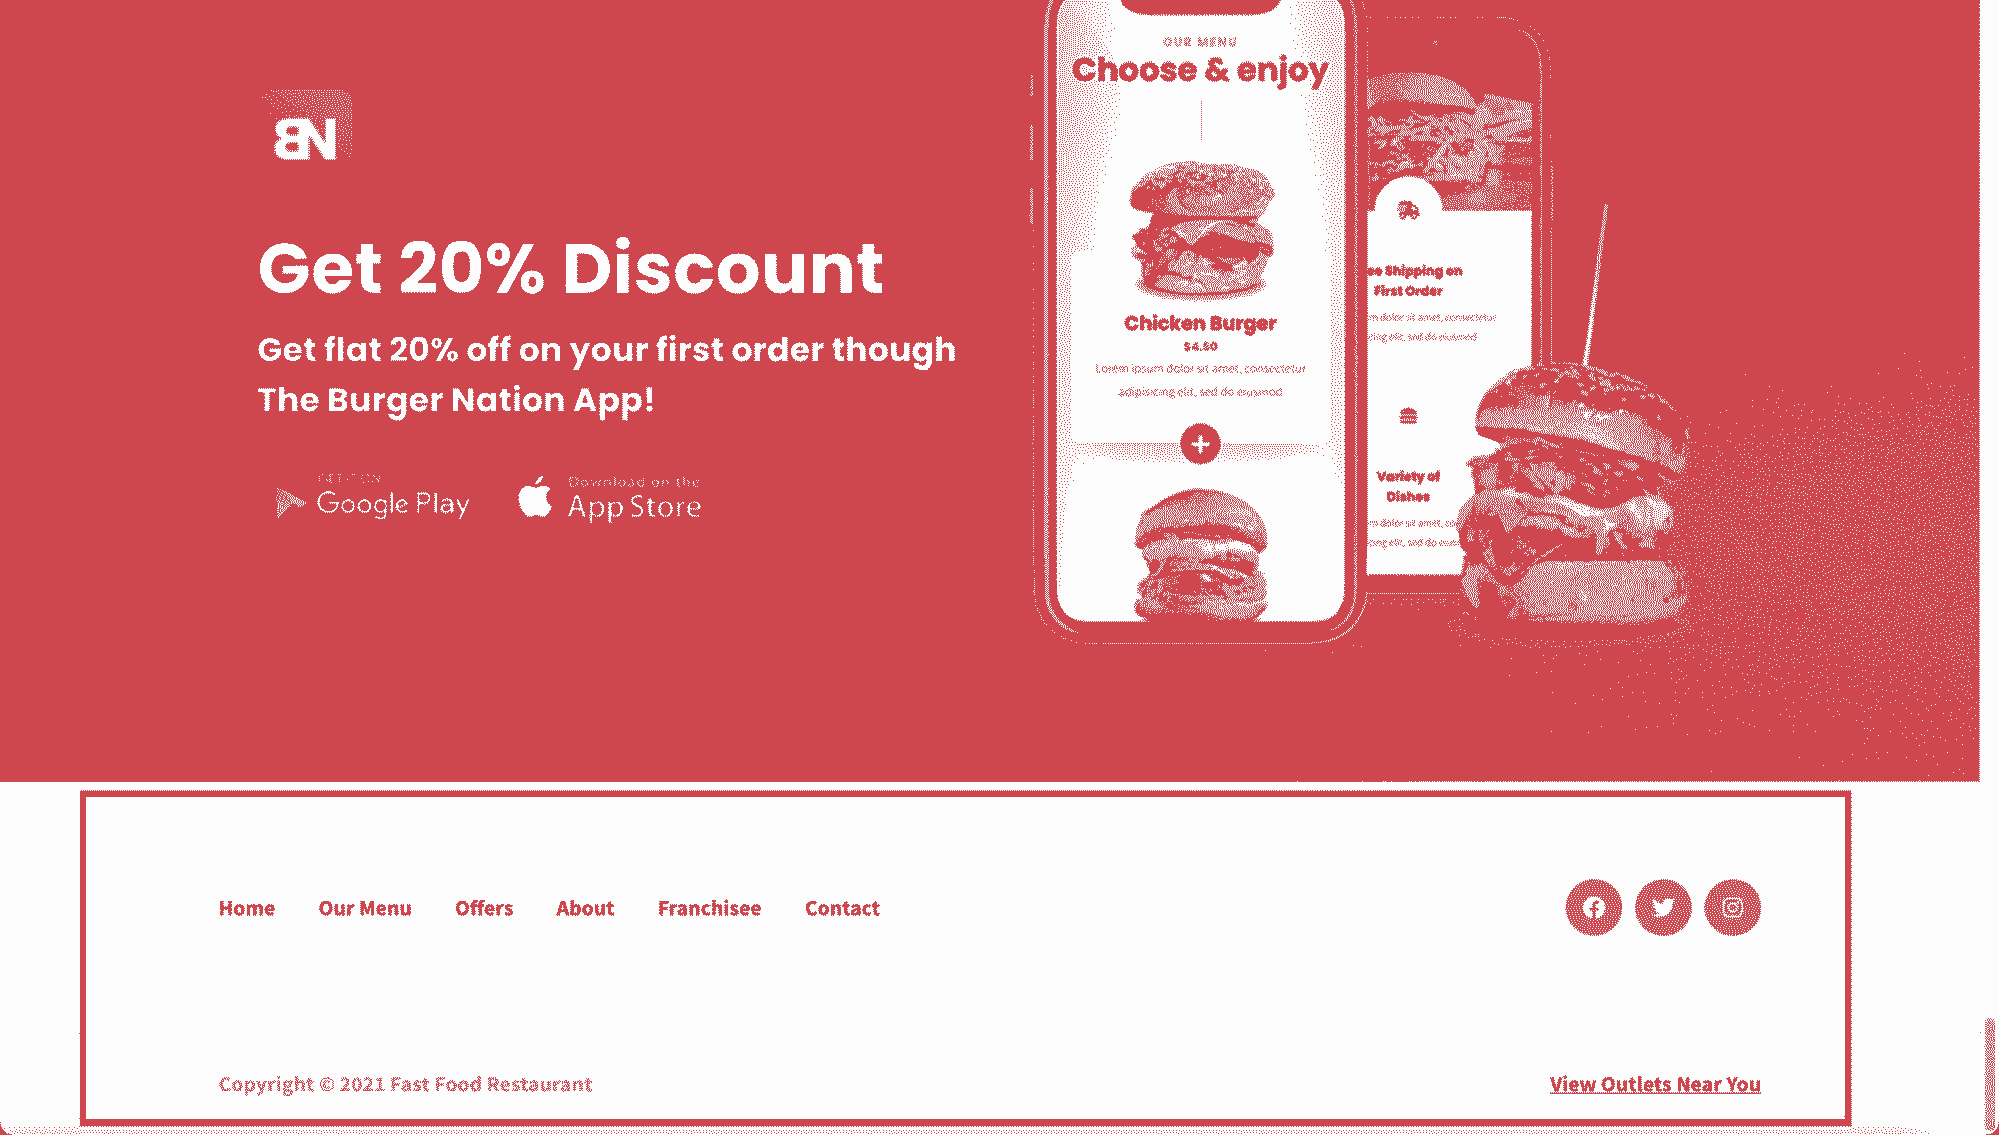 BN
Get 20% Discount
Get flat 20% off on your first order though
The Burger Nation App!
GET IT ON
Google Play
Download on the
App Store
OUR MENU
Choose & enjoy
Chicken Burger
$4.50
Lorem ipsum dolor sit amet, consectetur
adipisicing elit, sed do eiusmod
ee Shipping on
First Order
m dolor sit amet, consectetur
cing elit, sed do eiusmod
Variety of
Dishes
m dolor sit amet, co
cing elit, sed do eius
Home Our Menu Offers About Franchisee Contact
Copyright © 2021 Fast Food Restaurant
View Outlets Near You